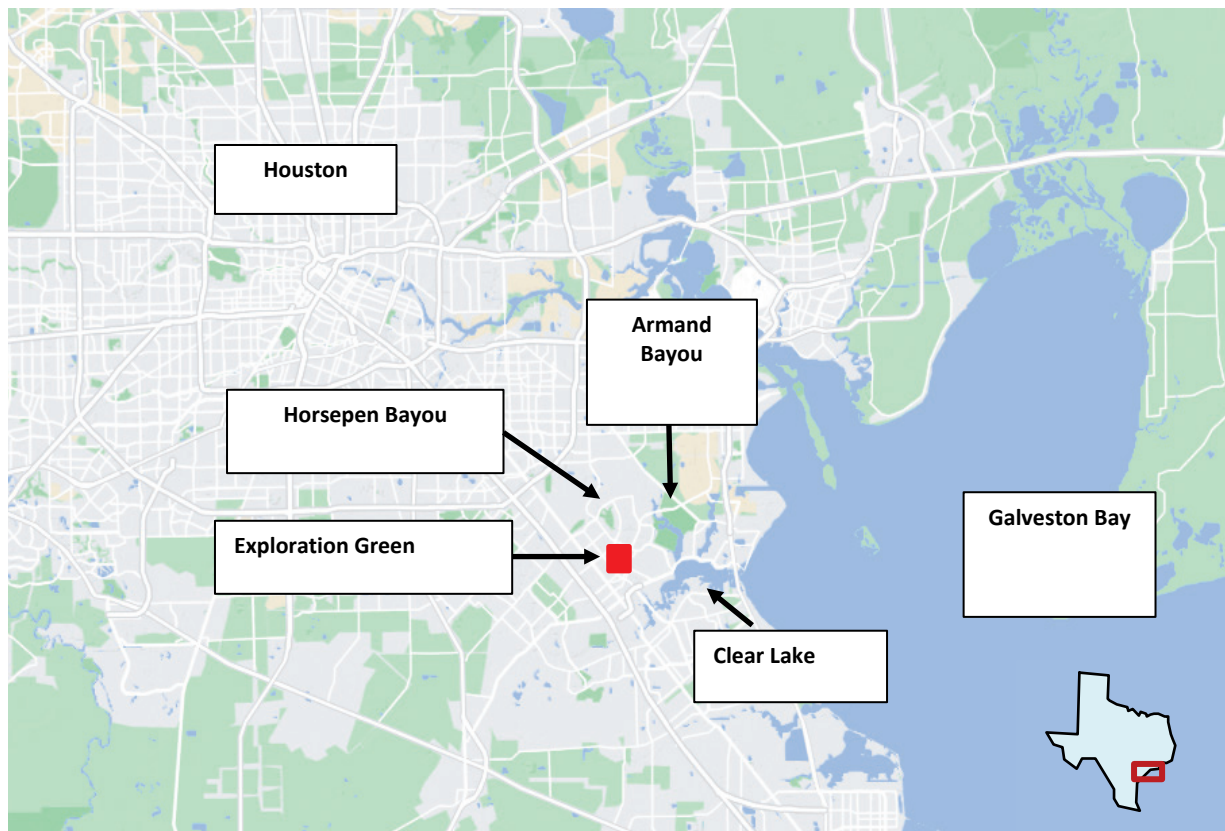 Houston
Armand
Bayou
Horsepen Bayou
Galveston Bay
Exploration Green
Clear Lake